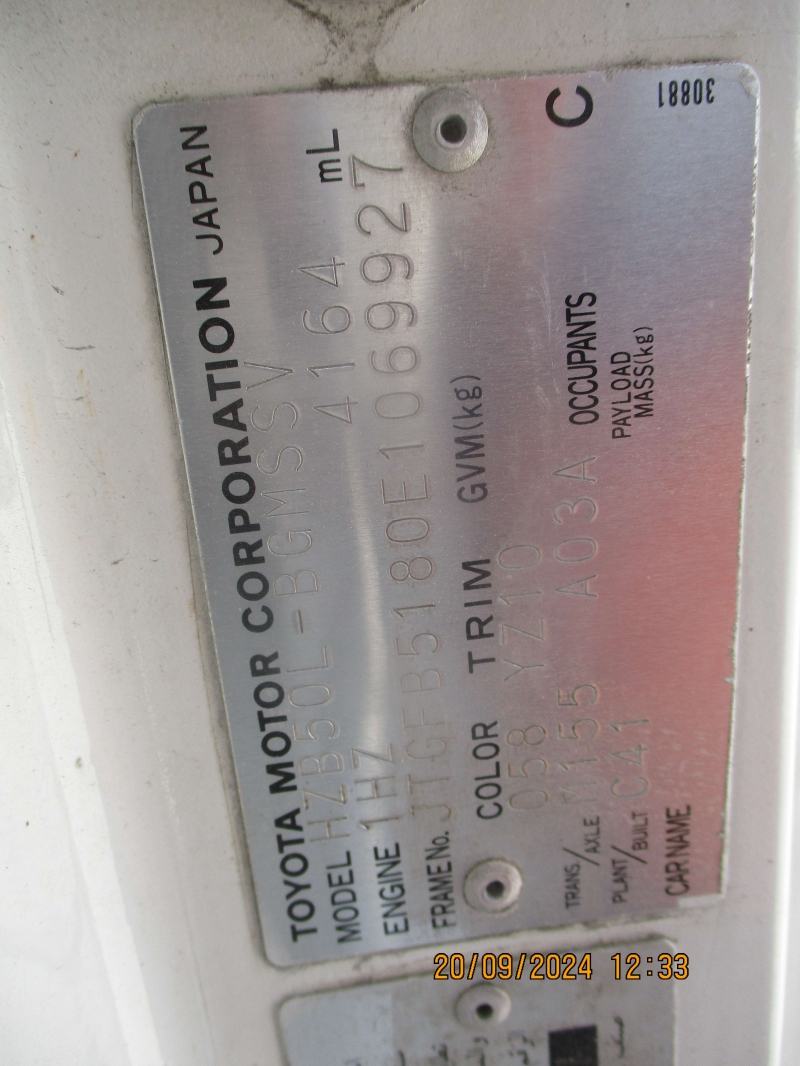 TOYOTA MOTOR CORPORATION JAPAN
MODEL HZB50L-BGMSSV
ENGINE 1HZ 4164 mL
FRAME No. JTGFB5180E1069927
COLOR TRIM GVM(kg)
058 YZ10
TRANS./AXLE M155 A03A OCCUPANTS C
PLANT/BUILT C41 PAYLOAD MASS(kg)
CAR NAME
30881
20/09/2024 12:33